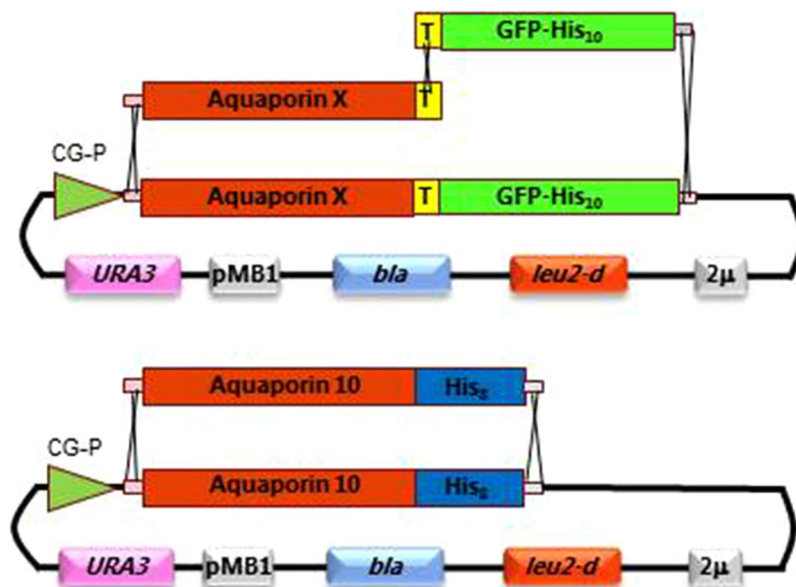 T GFP-His₁₀
Aquaporin X T
CG-P
Aquaporin X T GFP-His₁₀
URA3 pMB1 bla leu2-d 2µ
Aquaporin 10 His₈
CG-P
Aquaporin 10 His₈
URA3 pMB1 bla leu2-d 2µ